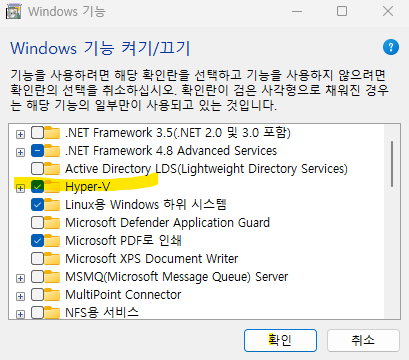 Windows 기능
Windows 기능 켜기/끄기
?
기능을 사용하려면 해당 확인란을 선택하고 기능을 사용하지 않으려면
확인란의 선택을 취소하십시오. 확인란이 검은 사각형으로 채워진 경우
는 해당 기능의 일부만이 사용되고 있는 것입니다.
.NET Framework 3.5(.NET 2.0 및 3.0 포함)
.NET Framework 4.8 Advanced Services
Active Directory LDS(Lightweight Directory Services)
Hyper-V
Linux용 Windows 하위 시스템
Microsoft Defender Application Guard
Microsoft PDF로 인쇄
Microsoft XPS Document Writer
MSMQ(Microsoft Message Queue) Server
MultiPoint Connector
NFS용 서비스
확인
취소